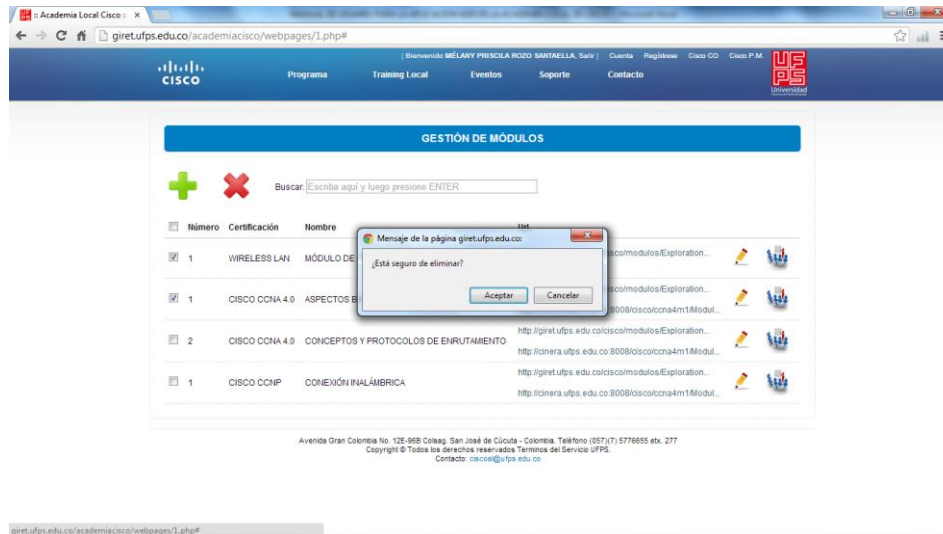 :: Academia Local Cisco ::
giret.ufps.edu.co/academiacisco/webpages/1.php#
[ Bienvenido MÉLANY PRISCILA ROZO SANTAELLA, Salir ] Cuenta Regístrese Cisco CO Cisco P.M.
CISCO
Programa Training Local Eventos Soporte Contacto
UFPS
Universidad
GESTIÓN DE MÓDULOS
Buscar: Escriba aquí y luego presione ENTER
Número Certificación Nombre Url
Mensaje de la página giret.ufps.edu.co:
¿Está seguro de eliminar?
Aceptar Cancelar
1 WIRELESS LAN MÓDULO DE cisco/modulos/Exploration...
1 CISCO CCNA 4.0 ASPECTOS B cisco/modulos/Exploration...
:8008/cisco/ccna4m1/Modul...
2 CISCO CCNA 4.0 CONCEPTOS Y PROTOCOLOS DE ENRUTAMIENTO http://giret.ufps.edu.co/cisco/modulos/Exploration...
http://cinera.ufps.edu.co:8008/cisco/ccna4m1/Modul...
1 CISCO CCNP CONEXIÓN INALÁMBRICA http://giret.ufps.edu.co/cisco/modulos/Exploration...
http://cinera.ufps.edu.co:8008/cisco/ccna4m1/Modul...
Avenida Gran Colombia No. 12E-96B Colsag. San José de Cúcuta - Colombia. Teléfono (057)(7) 5776655 etx. 277
Copyright © Todos los derechos reservados Terminos del Servicio UFPS.
Contacto: ciscoal@ufps.edu.co
giret.ufps.edu.co/academiacisco/webpages/1.php#